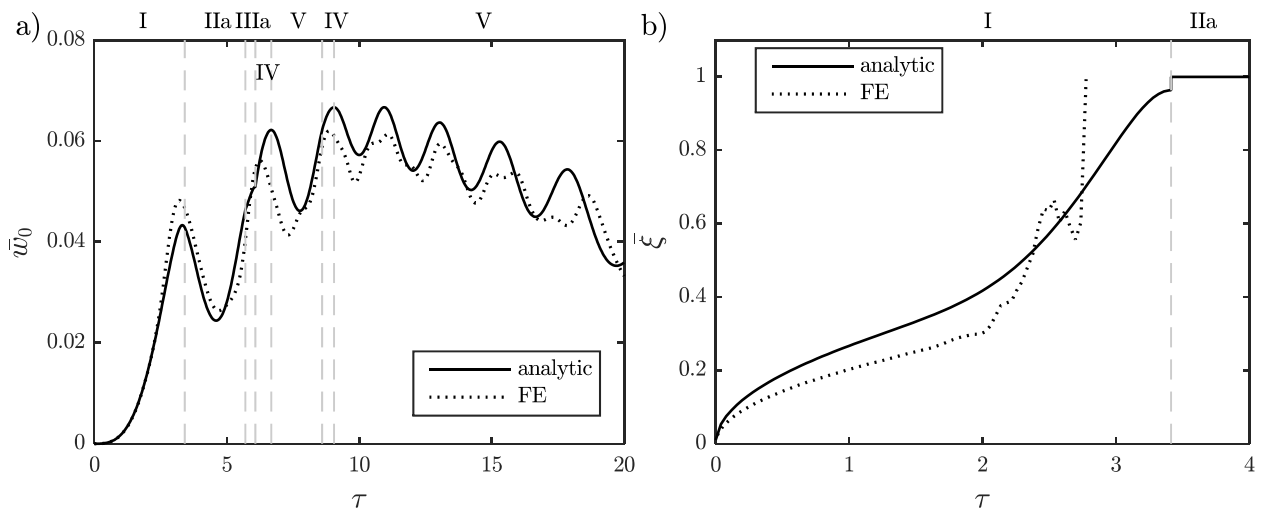 a)
I IIa IIIa V IV V
IV
0.08
0.06
0.04
0.02
0
w̄0
0 5 10 15 20
τ
analytic
FE
b)
I IIa
1
0.8
0.6
0.4
0.2
0
ξ̄
0 1 2 3 4
τ
analytic
FE